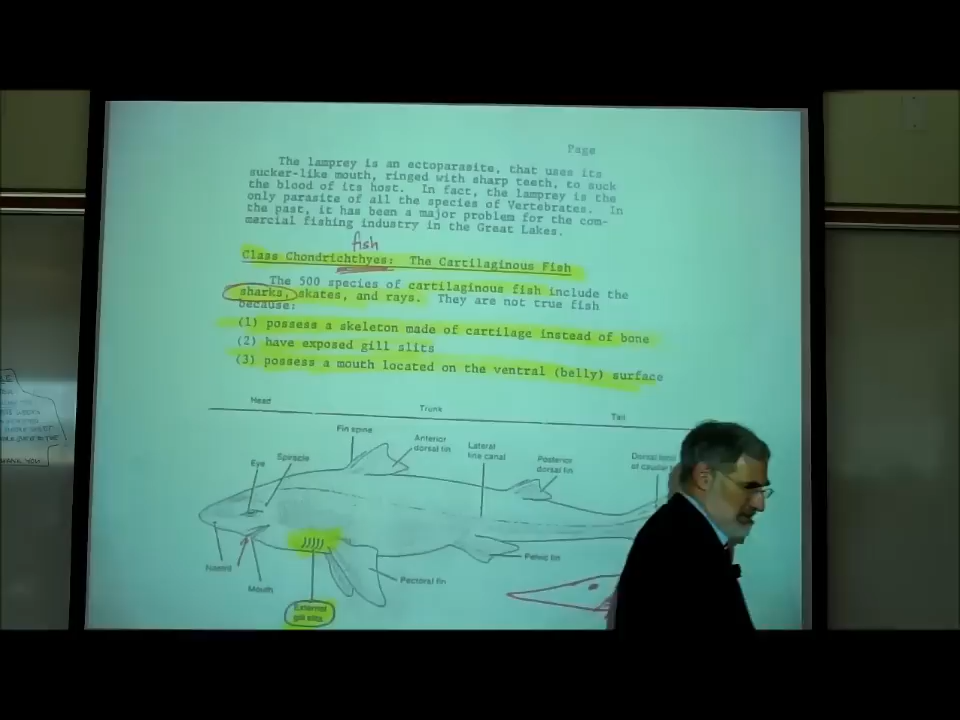 Page
The lamprey is an ectoparasite, that uses its
sucker-like mouth, ringed with sharp teeth, to suck
the blood of its host. In fact, the lamprey is the
only parasite of all the species of Vertebrates. In
the past, it has been a major problem for the com-
mercial fishing industry in the Great Lakes.
fish
Class Chondrichthyes: The Cartilaginous Fish
The 500 species of cartilaginous fish include the
sharks, skates, and rays. They are not true fish
because:
(1) possess a skeleton made of cartilage instead of bone
(2) have exposed gill slits
(3) possess a mouth located on the ventral (belly) surface
Head
Trunk
Tail
Fin spine
Anterior
dorsal fin
Lateral
line canal
Posterior
dorsal fin
Dorsal
of caudal
Eye
Spiracle
Nostril
Mouth
Pectoral fin
Pelvic fin
External
gill slits
THANK YOU